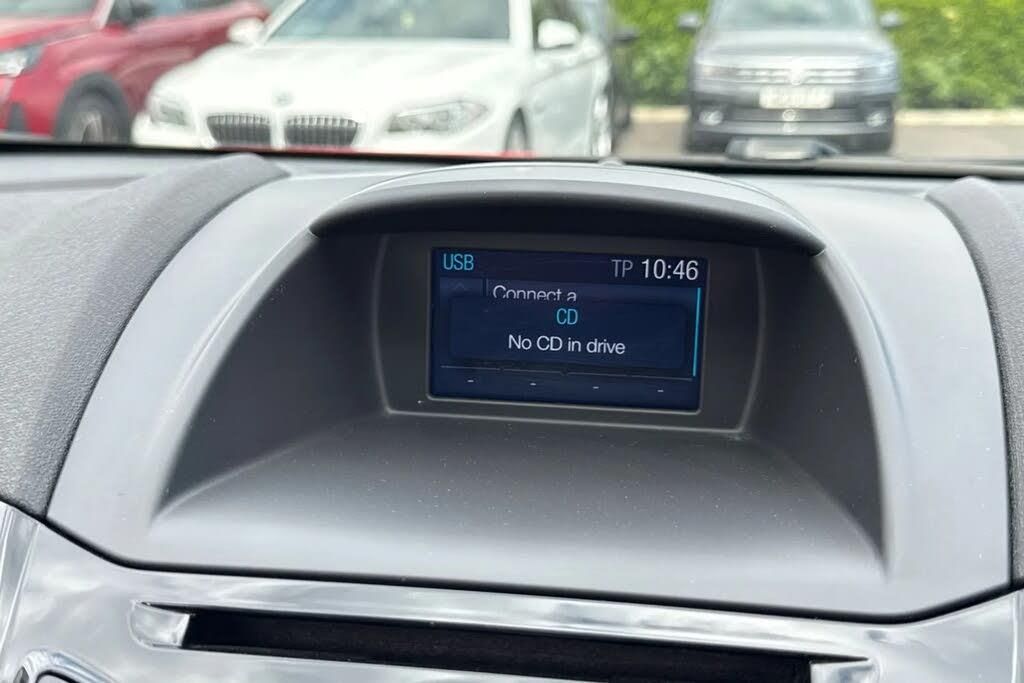 USB
TP 10:46
Connect a
CD
No CD in drive